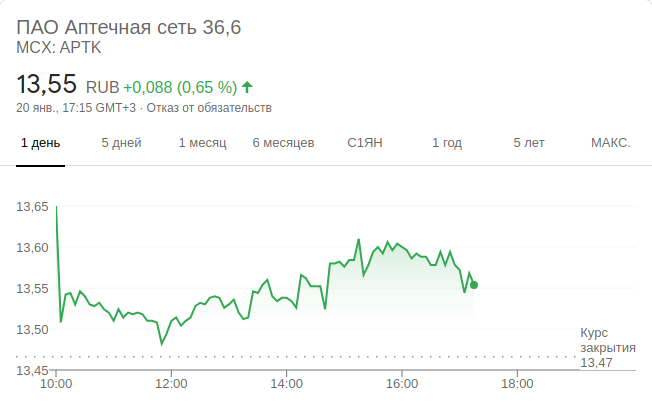 ПАО Аптечная сеть 36,6
MCX: APTK
13,55 RUB +0,088 (0,65 %)
20 янв., 17:15 GMT+3 · Отказ от обязательств
1 день 5 дней 1 месяц 6 месяцев С1ЯН 1 год 5 лет МАКС.
13,65
13,60
13,55
13,50
Курс
закрытия
13,47
13,45
10:00 12:00 14:00 16:00 18:00